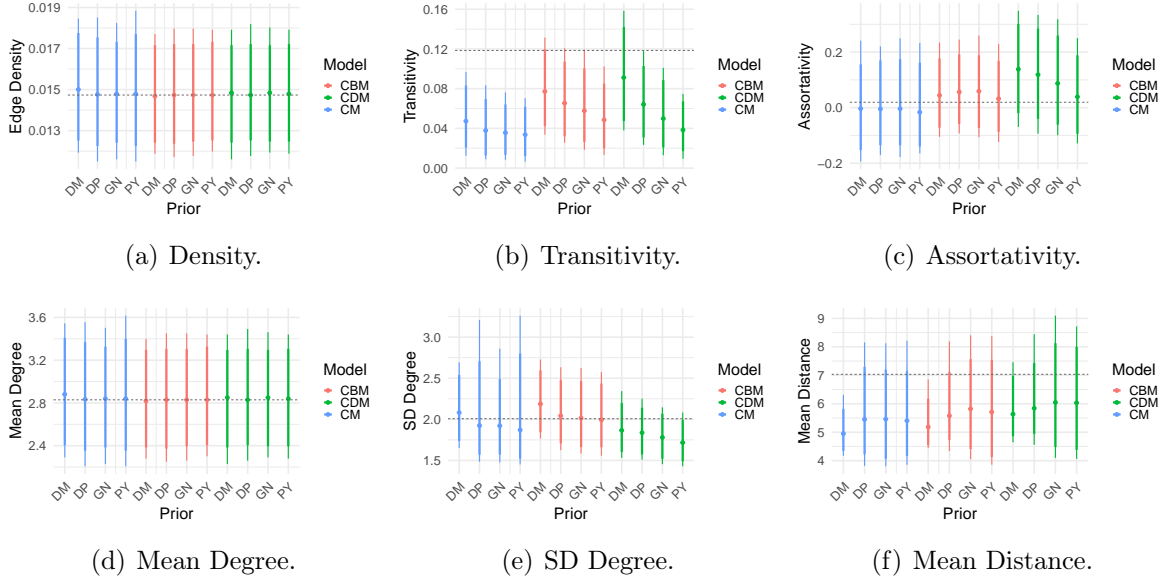 0.019
0.017
0.015
0.013
Edge Density
DM DP GN PY DM DP GN PY DM DP GN PY
Prior
Model
CBM
CDM
CM
(a) Density.
0.16
0.12
0.08
0.04
0.00
Transitivity
DM DP GN PY DM DP GN PY DM DP GN PY
Prior
Model
CBM
CDM
CM
(b) Transitivity.
0.2
0.0
−0.2
Assortativity
DM DP GN PY DM DP GN PY DM DP GN PY
Prior
Model
CBM
CDM
CM
(c) Assortativity.
3.6
3.2
2.8
2.4
Mean Degree
DM DP GN PY DM DP GN PY DM DP GN PY
Prior
Model
CBM
CDM
CM
(d) Mean Degree.
3.0
2.5
2.0
1.5
SD Degree
DM DP GN PY DM DP GN PY DM DP GN PY
Prior
Model
CBM
CDM
CM
(e) SD Degree.
9
8
7
6
5
4
Mean Distance
DM DP GN PY DM DP GN PY DM DP GN PY
Prior
Model
CBM
CDM
CM
(f) Mean Distance.